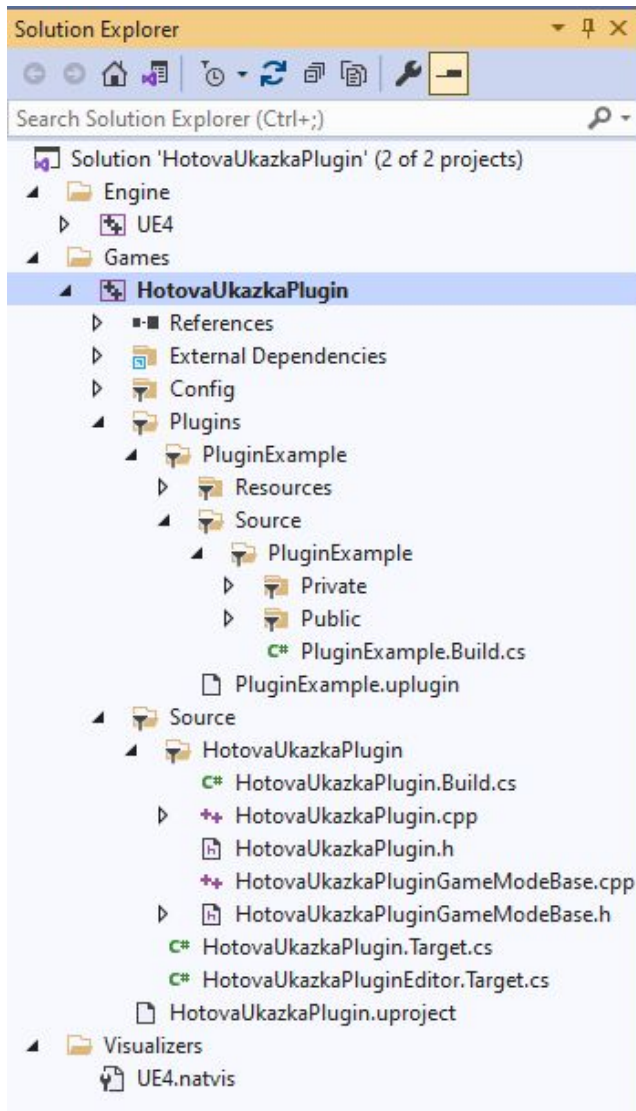 Solution Explorer
Search Solution Explorer (Ctrl+;)
Solution 'HotovaUkazkaPlugin' (2 of 2 projects)
Engine
UE4
Games
HotovaUkazkaPlugin
References
External Dependencies
Config
Plugins
PluginExample
Resources
Source
PluginExample
Private
Public
C# PluginExample.Build.cs
PluginExample.uplugin
Source
HotovaUkazkaPlugin
C# HotovaUkazkaPlugin.Build.cs
++ HotovaUkazkaPlugin.cpp
h HotovaUkazkaPlugin.h
++ HotovaUkazkaPluginGameModeBase.cpp
h HotovaUkazkaPluginGameModeBase.h
C# HotovaUkazkaPlugin.Target.cs
C# HotovaUkazkaPluginEditor.Target.cs
HotovaUkazkaPlugin.uproject
Visualizers
UE4.natvis